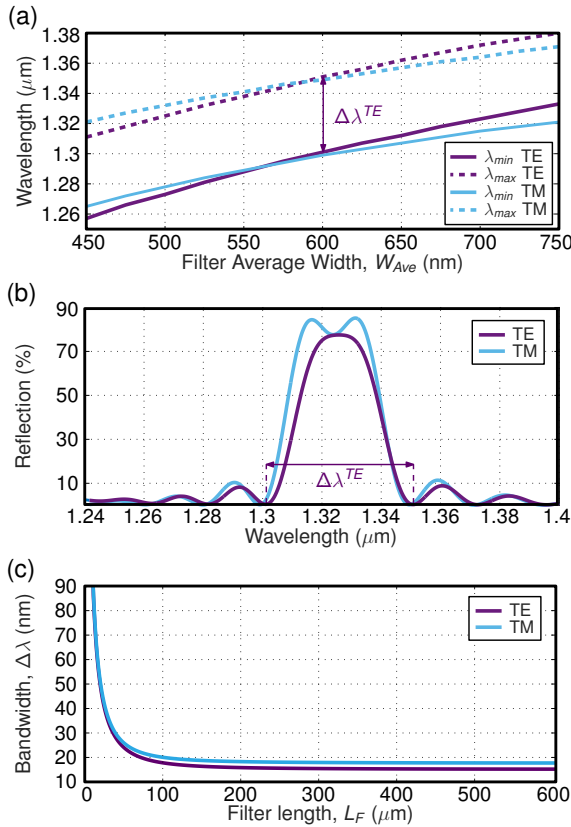 (a)
1.38
1.36
1.34
1.32
1.3
1.28
1.26
Wavelength (μm)
Δλ^TE
λmin TE
λmax TE
λmin TM
λmax TM
450 500 550 600 650 700 750
Filter Average Width, W_Ave (nm)
(b)
90
70
50
30
10
Reflection (%)
TE
TM
Δλ^TE
1.24 1.26 1.28 1.3 1.32 1.34 1.36 1.38 1.4
Wavelength (μm)
(c)
90
80
70
60
50
40
30
20
10
Bandwidth, Δλ (nm)
TE
TM
0 100 200 300 400 500 600
Filter length, L_F (μm)